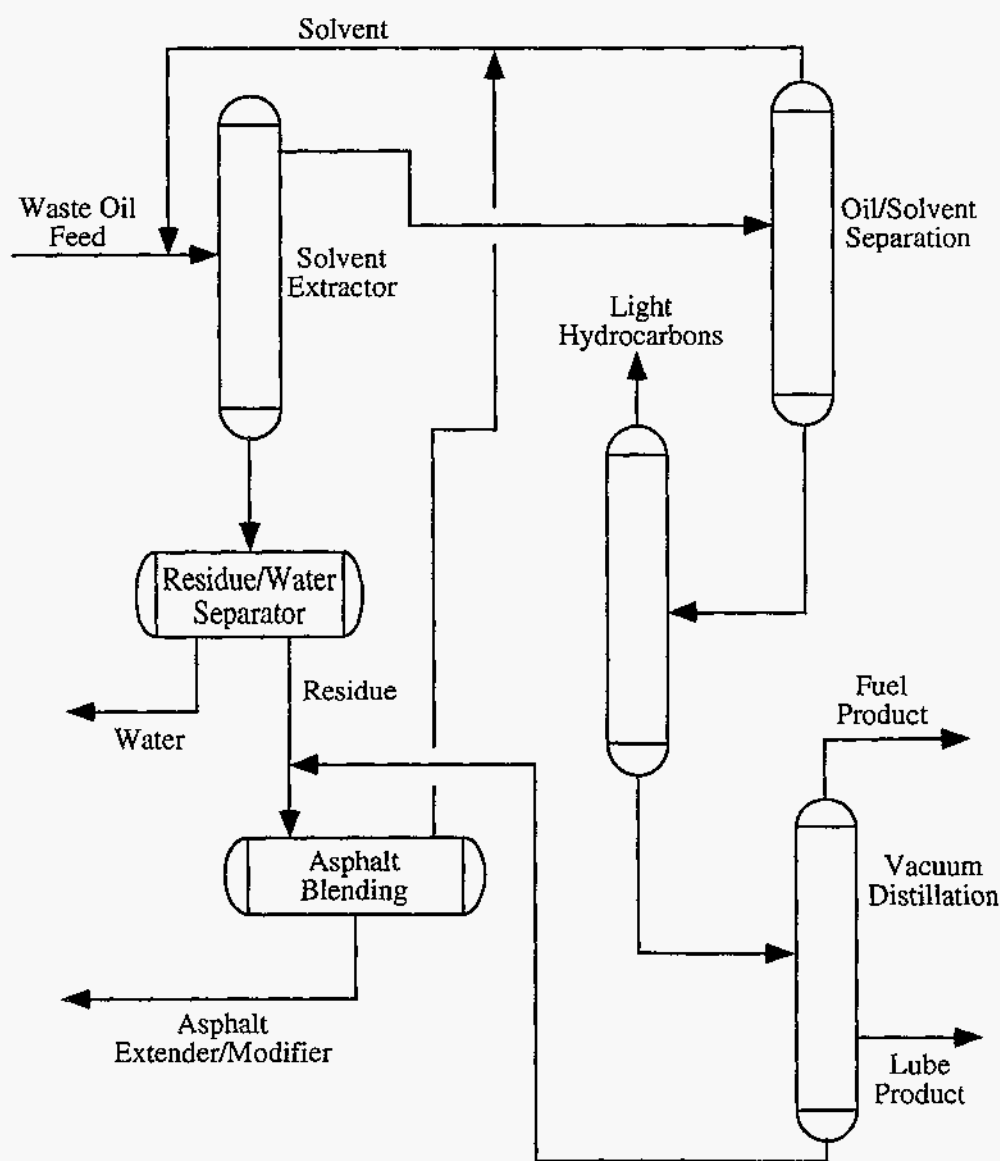 Solvent
Waste Oil
Feed
Solvent
Extractor
Oil/Solvent
Separation
Light
Hydrocarbons
Residue/Water
Separator
Residue
Water
Fuel
Product
Asphalt
Blending
Vacuum
Distillation
Asphalt
Extender/Modifier
Lube
Product